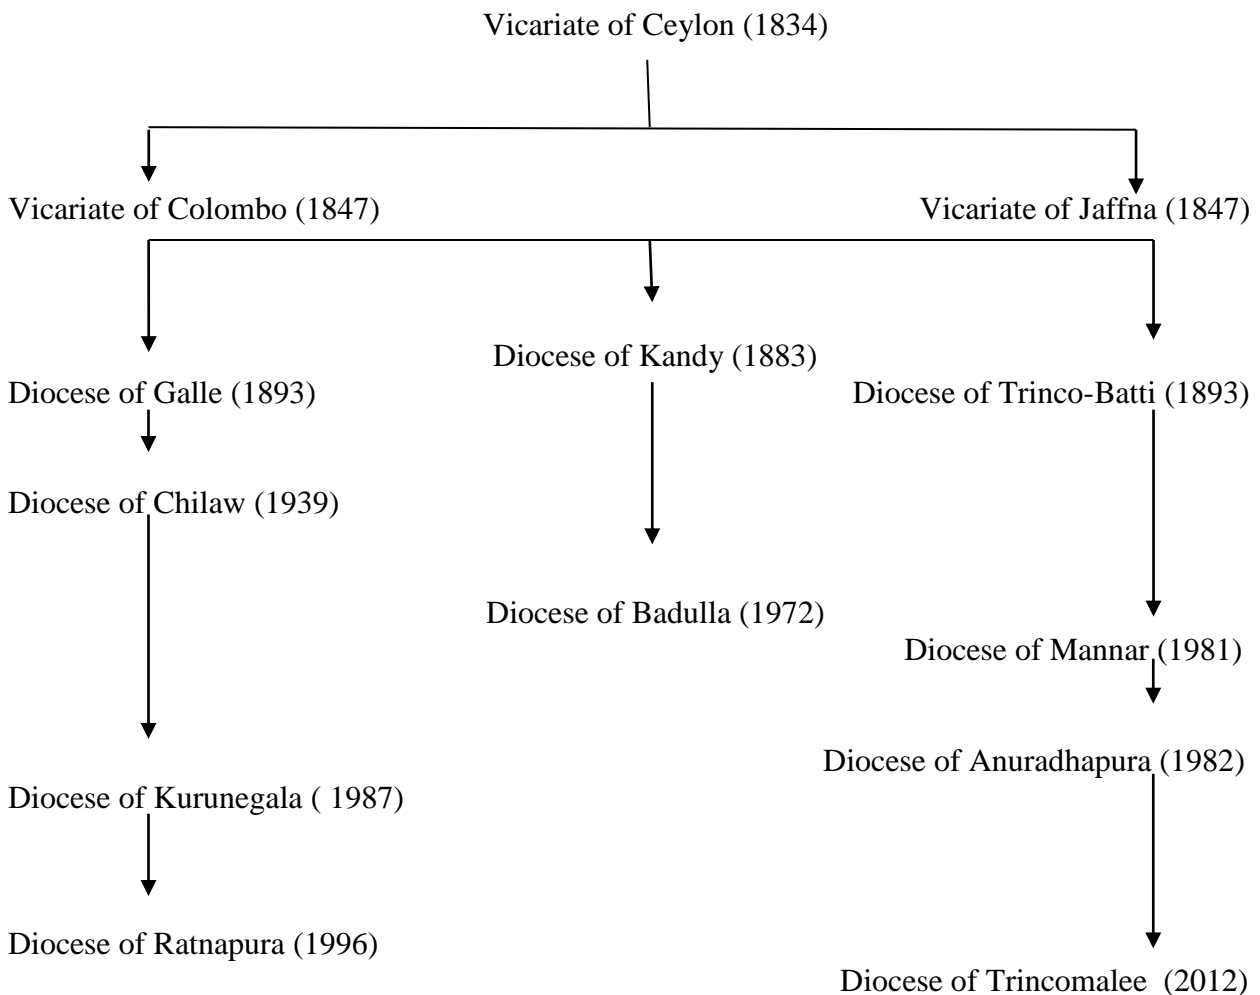 Vicariate of Ceylon (1834)
Vicariate of Colombo (1847)
Vicariate of Jaffna (1847)
Diocese of Kandy (1883)
Diocese of Galle (1893)
Diocese of Trinco-Batti (1893)
Diocese of Chilaw (1939)
Diocese of Badulla (1972)
Diocese of Mannar (1981)
Diocese of Anuradhapura (1982)
Diocese of Kurunegala ( 1987)
Diocese of Ratnapura (1996)
Diocese of Trincomalee (2012)